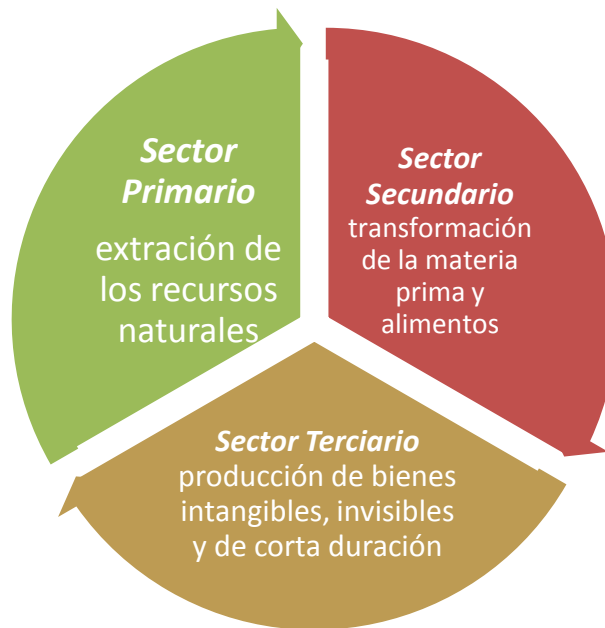 Sector
Primario
extración de
los recursos
naturales
Sector
Secundario
transformación
de la materia
prima y
alimentos
Sector Terciario
producción de bienes
intangibles, invisibles
y de corta duración